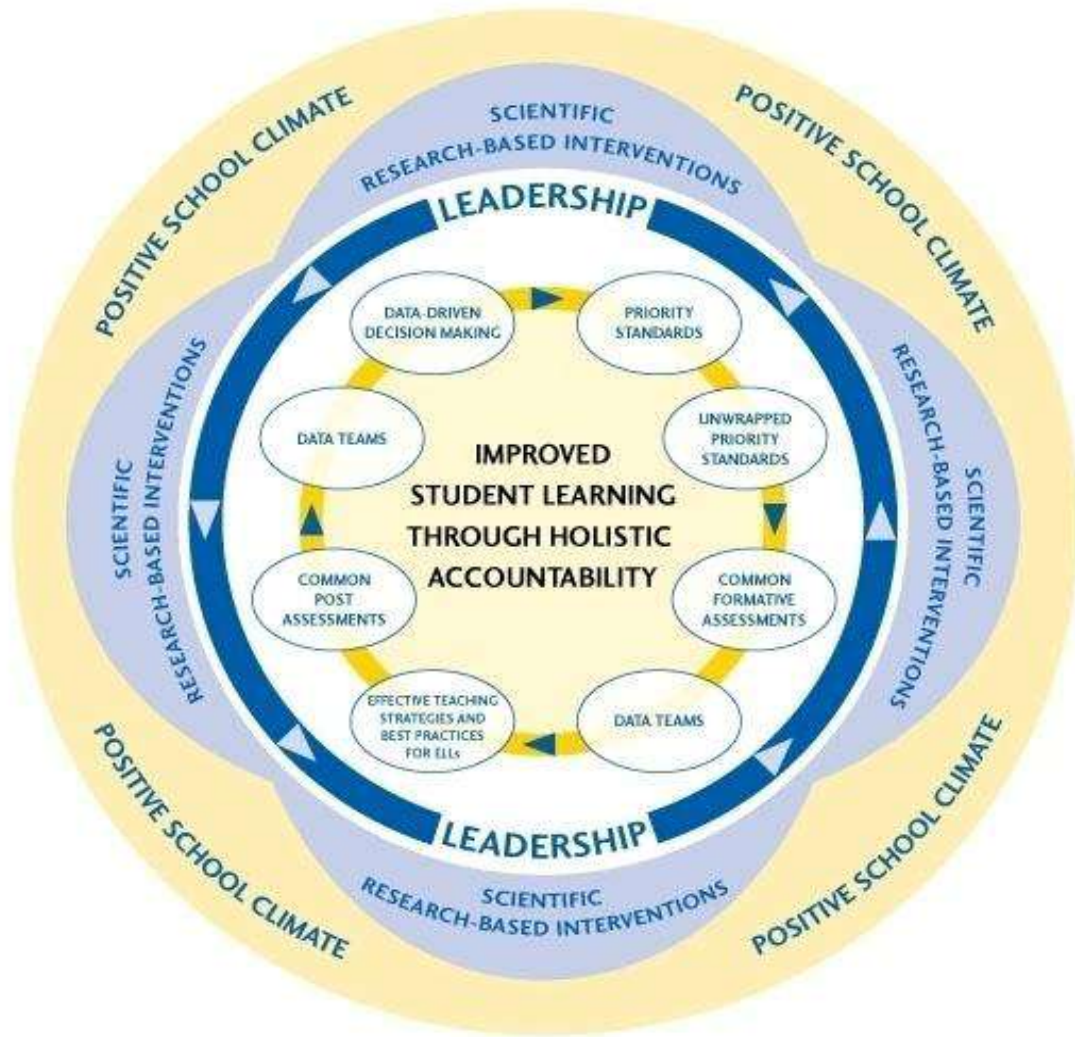 POSITIVE SCHOOL CLIMATE
POSITIVE SCHOOL CLIMATE
SCIENTIFIC
RESEARCH-BASED INTERVENTIONS
LEADERSHIP
DATA-DRIVEN
DECISION MAKING
PRIORITY
STANDARDS
DATA TEAMS
UNWRAPPED
PRIORITY
STANDARDS
SCIENTIFIC
RESEARCH-BASED INTERVENTIONS
IMPROVED
STUDENT LEARNING
THROUGH HOLISTIC
ACCOUNTABILITY
SCIENTIFIC
RESEARCH-BASED INTERVENTIONS
COMMON
POST
ASSESSMENTS
COMMON
FORMATIVE
ASSESSMENTS
EFFECTIVE TEACHING
STRATEGIES AND
BEST PRACTICES
FOR ELLs
DATA TEAMS
LEADERSHIP
SCIENTIFIC
RESEARCH-BASED INTERVENTIONS
POSITIVE SCHOOL CLIMATE
POSITIVE SCHOOL CLIMATE